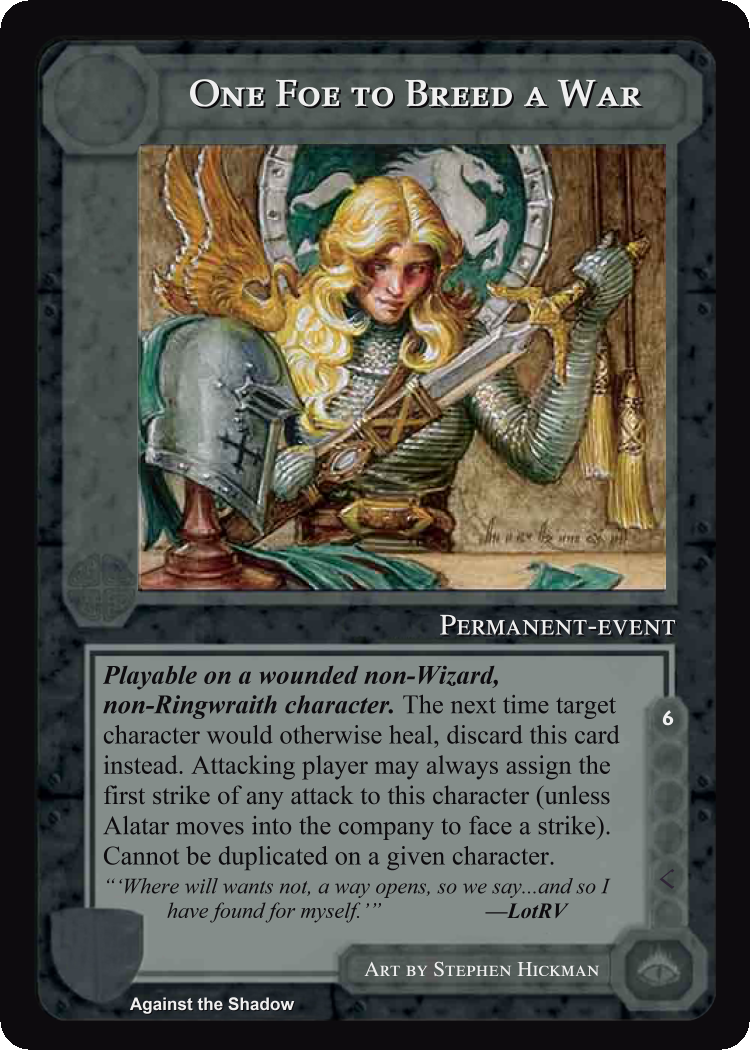 One Foe to Breed a War
Permanent-event
Playable on a wounded non-Wizard,
non-Ringwraith character. The next time target
character would otherwise heal, discard this card
instead. Attacking player may always assign the
first strike of any attack to this character (unless
Alatar moves into the company to face a strike).
Cannot be duplicated on a given character.
6
“‘Where will wants not, a way opens, so we say...and so I
have found for myself.’” —LotRV
Art by Stephen Hickman
Against the Shadow